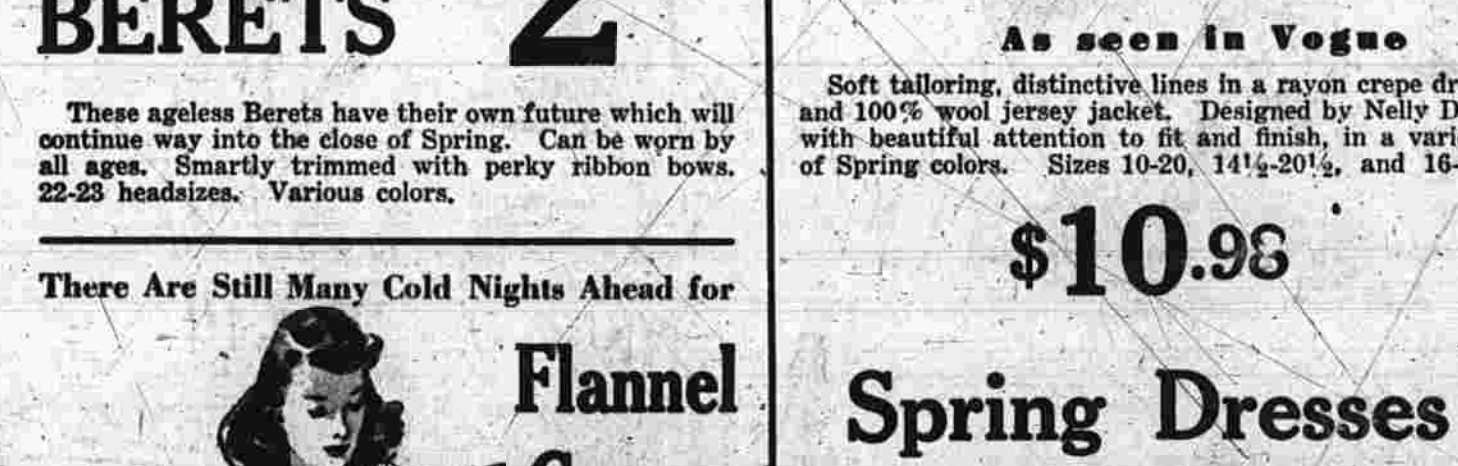 BERETS 2
These ageless Berets have their own future which will
continue way into the close of Spring. Can be worn by
all ages. Smartly trimmed with perky ribbon bows.
22-23 headsizes. Various colors.
There Are Still Many Cold Nights Ahead for
Flannel
As seen in Vogue
Soft tailoring, distinctive lines in a rayon crepe
and 100% wool jersey jacket. Designed by Nelly
with beautiful attention to fit and finish, in a
of Spring colors. Sizes 10-20, 14½-20½, and
$10.98
Spring Dresses